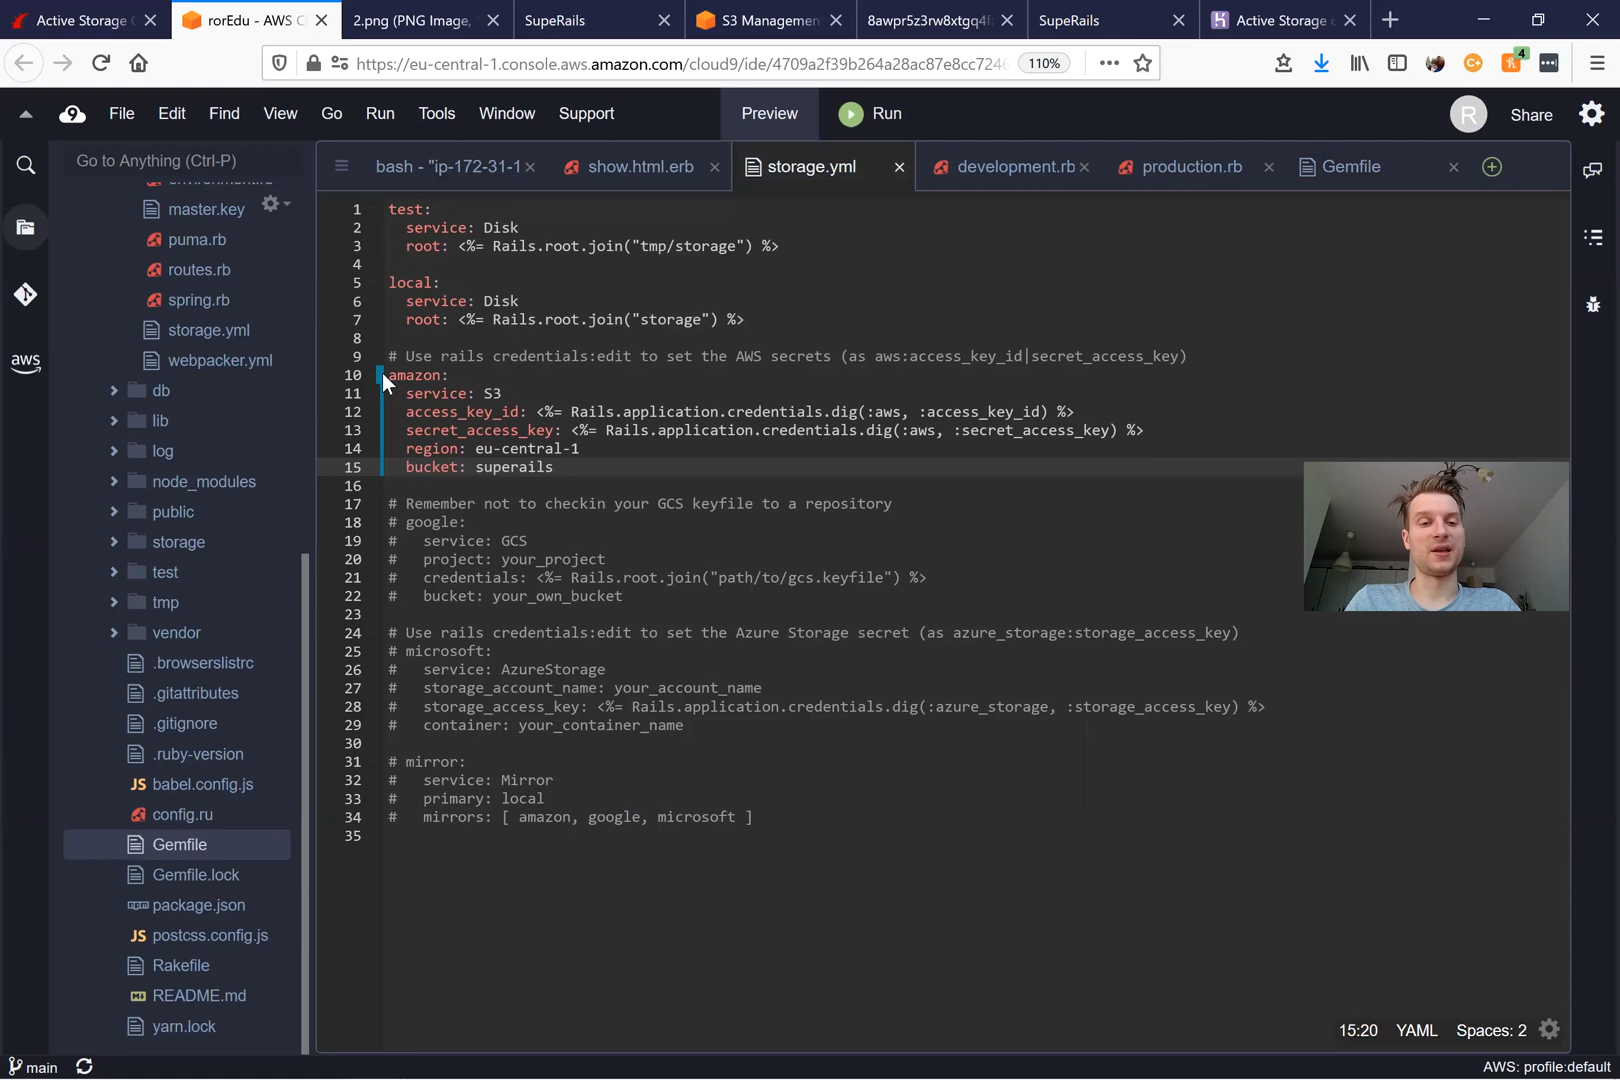 Active Storage O
rorEdu - AWS Cl
2.png (PNG Image,
SupeRails
S3 Management
8awpr5z3rw8xtgq4f
SupeRails
Active Storage o
https://eu-central-1.console.aws.amazon.com/cloud9/ide/4709a2f39b264a28ac87e8cc7246
110%
4
9
File
Edit
Find
View
Go
Run
Tools
Window
Support
Preview
Run
R
Share
Go to Anything (Ctrl-P)
bash - "ip-172-31-1
show.html.erb
storage.yml
development.rb
production.rb
Gemfile
environment.rb
master.key
puma.rb
routes.rb
spring.rb
storage.yml
webpacker.yml
db
lib
log
node_modules
public
storage
test
tmp
vendor
.browserslistrc
.gitattributes
.gitignore
.ruby-version
JS babel.config.js
config.ru
Gemfile
Gemfile.lock
package.json
JS postcss.config.js
Rakefile
README.md
yarn.lock
aws
1 test:
2 service: Disk
3 root: <%= Rails.root.join("tmp/storage") %>
4
5 local:
6 service: Disk
7 root: <%= Rails.root.join("storage") %>
8
9 # Use rails credentials:edit to set the AWS secrets (as aws:access_key_id|secret_access_key)
10 amazon:
11 service: S3
12 access_key_id: <%= Rails.application.credentials.dig(:aws, :access_key_id) %>
13 secret_access_key: <%= Rails.application.credentials.dig(:aws, :secret_access_key) %>
14 region: eu-central-1
15 bucket: superails
16
17 # Remember not to checkin your GCS keyfile to a repository
18 # google:
19 # service: GCS
20 # project: your_project
21 # credentials: <%= Rails.root.join("path/to/gcs.keyfile") %>
22 # bucket: your_own_bucket
23
24 # Use rails credentials:edit to set the Azure Storage secret (as azure_storage:storage_access_key)
25 # microsoft:
26 # service: AzureStorage
27 # storage_account_name: your_account_name
28 # storage_access_key: <%= Rails.application.credentials.dig(:azure_storage, :storage_access_key) %>
29 # container: your_container_name
30
31 # mirror:
32 # service: Mirror
33 # primary: local
34 # mirrors: [ amazon, google, microsoft ]
35
15:20 YAML Spaces: 2
main
AWS: profile:default